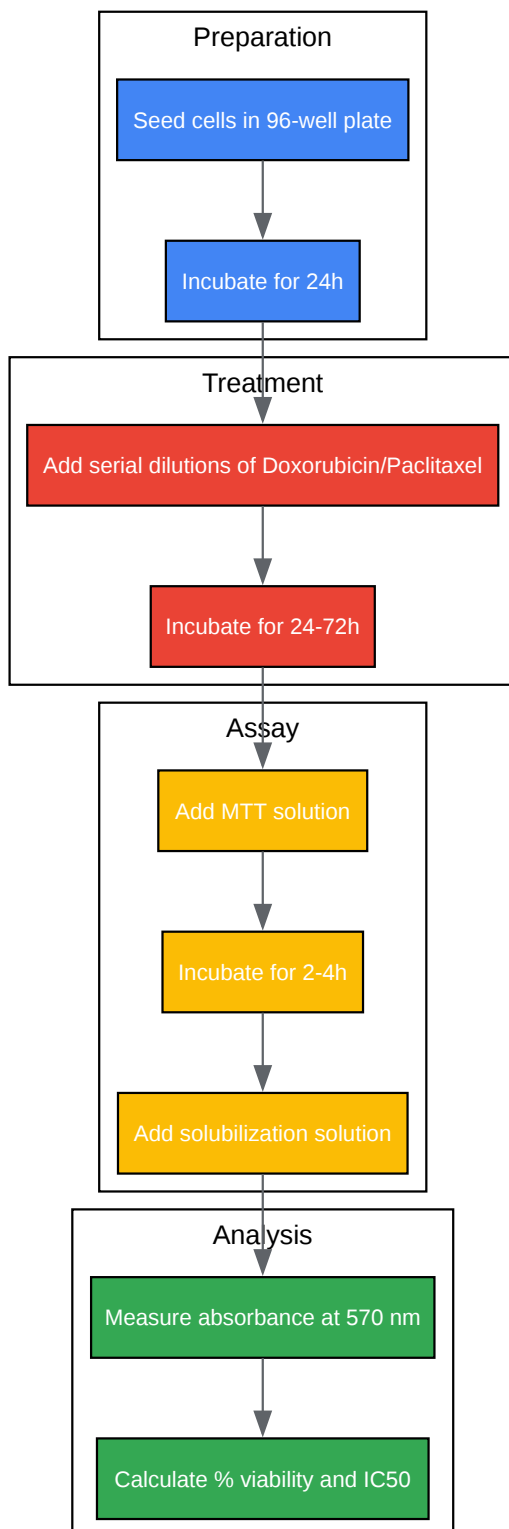 Preparation
Seed cells in 96-well plate
Incubate for 24h
Treatment
Add serial dilutions of Doxorubicin/Paclitaxel
Incubate for 24-72h
Assay
Add MTT solution
Incubate for 2-4h
Add solubilization solution
Analysis
Measure absorbance at 570 nm
Calculate % viability and IC50